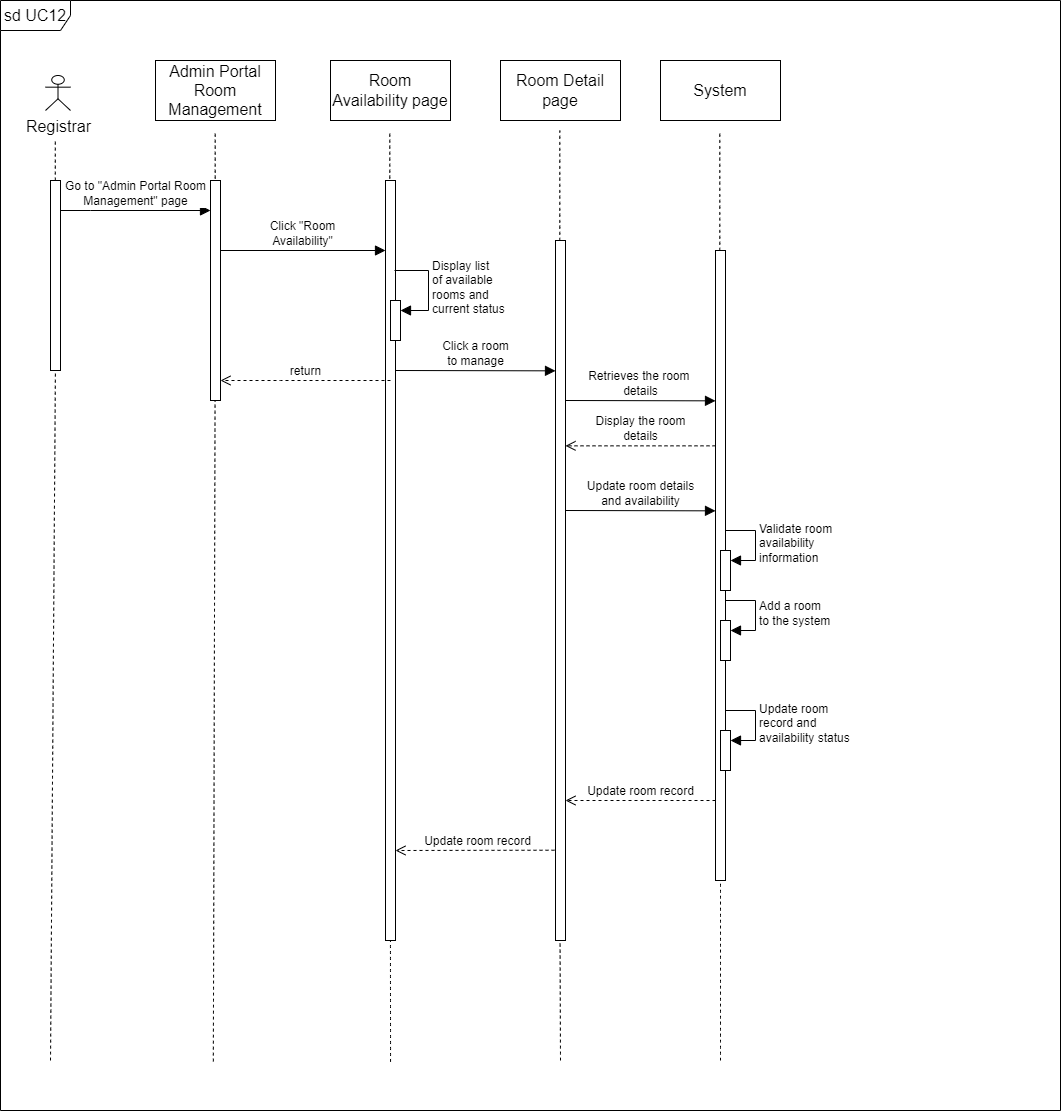 sd UC12
Registrar
Admin Portal
Room
Management
Room
Availability page
Room Detail
page
System
Go to "Admin Portal Room
Management" page
Click "Room
Availability"
Display list
of available
rooms and
current status
Click a room
to manage
return
Retrieves the room
details
Display the room
details
Update room details
and availability
Validate room
availability
information
Add a room
to the system
Update room
record and
availability status
Update room record
Update room record